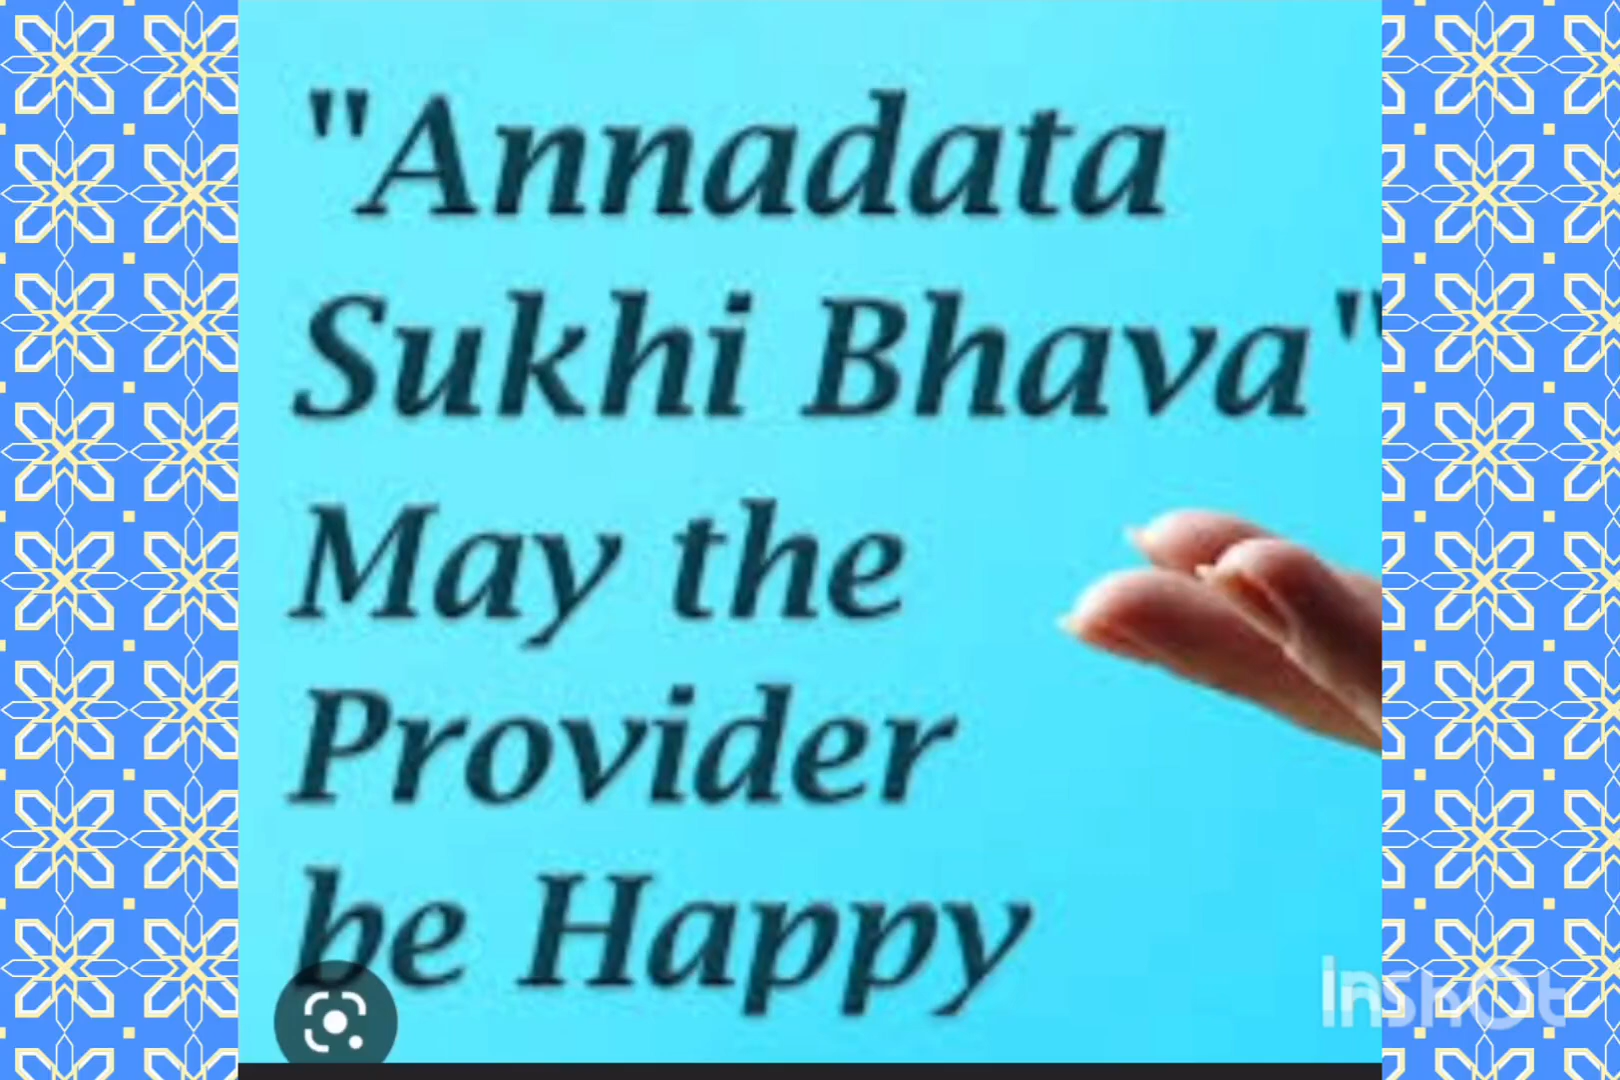 "Annadata
Sukhi Bhava"
May the
Provider
be Happy
InShOt